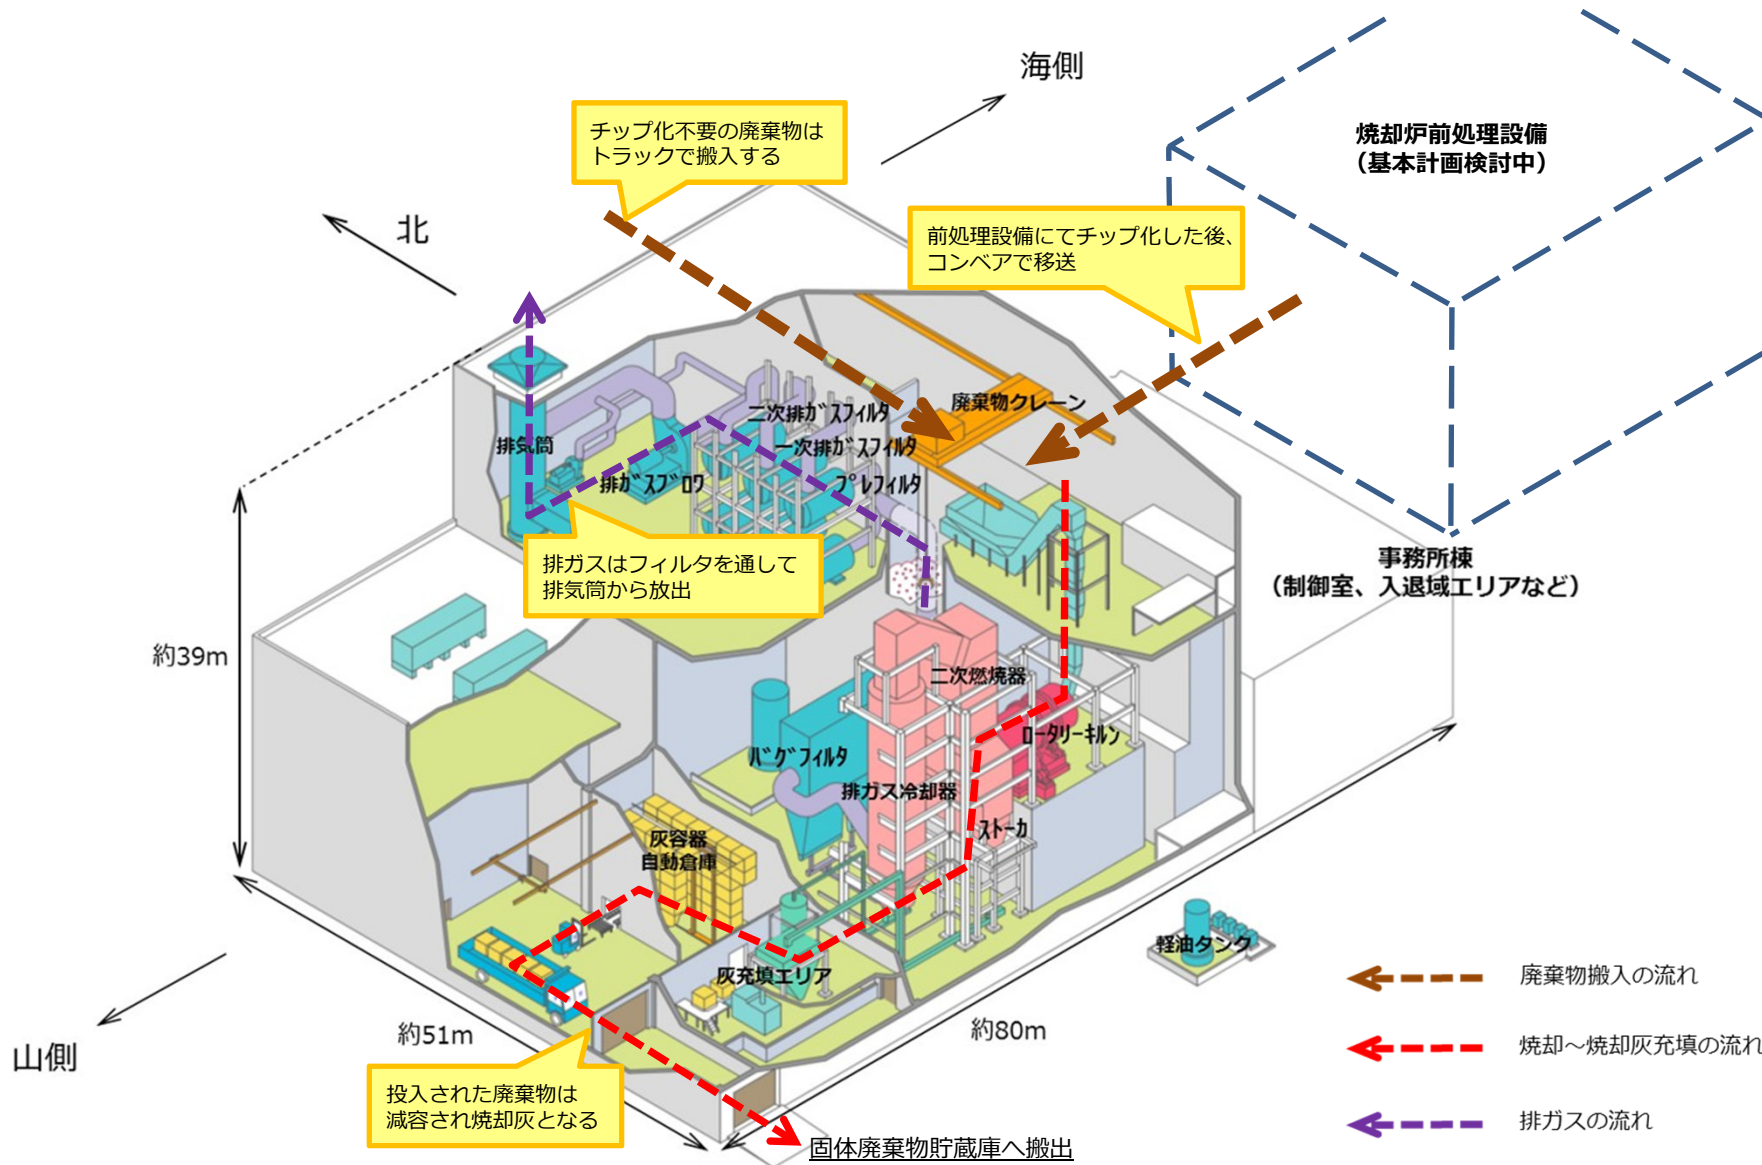 海側
チップ化不要の廃棄物は
トラックで搬入する
焼却炉前処理設備
（基本計画検討中）
北
前処理設備にてチップ化した後、
コンベアで移送
廃棄物クレーン
二次排ガスフィルタ
一次排ガスフィルタ
排気筒
排ガスブロワ
プレフィルタ
排ガスはフィルタを通して
排気筒から放出
事務所棟
（制御室、入退域エリアなど）
約39m
二次燃焼器
ロータリーキルン
バグフィルタ
排ガス冷却器
ストーカ
灰容器
自動倉庫
軽油タンク
灰充填エリア
廃棄物搬入の流れ
約51m
約80m
山側
焼却～焼却灰充填の流れ
投入された廃棄物は
減容され焼却灰となる
排ガスの流れ
固体廃棄物貯蔵庫へ搬出